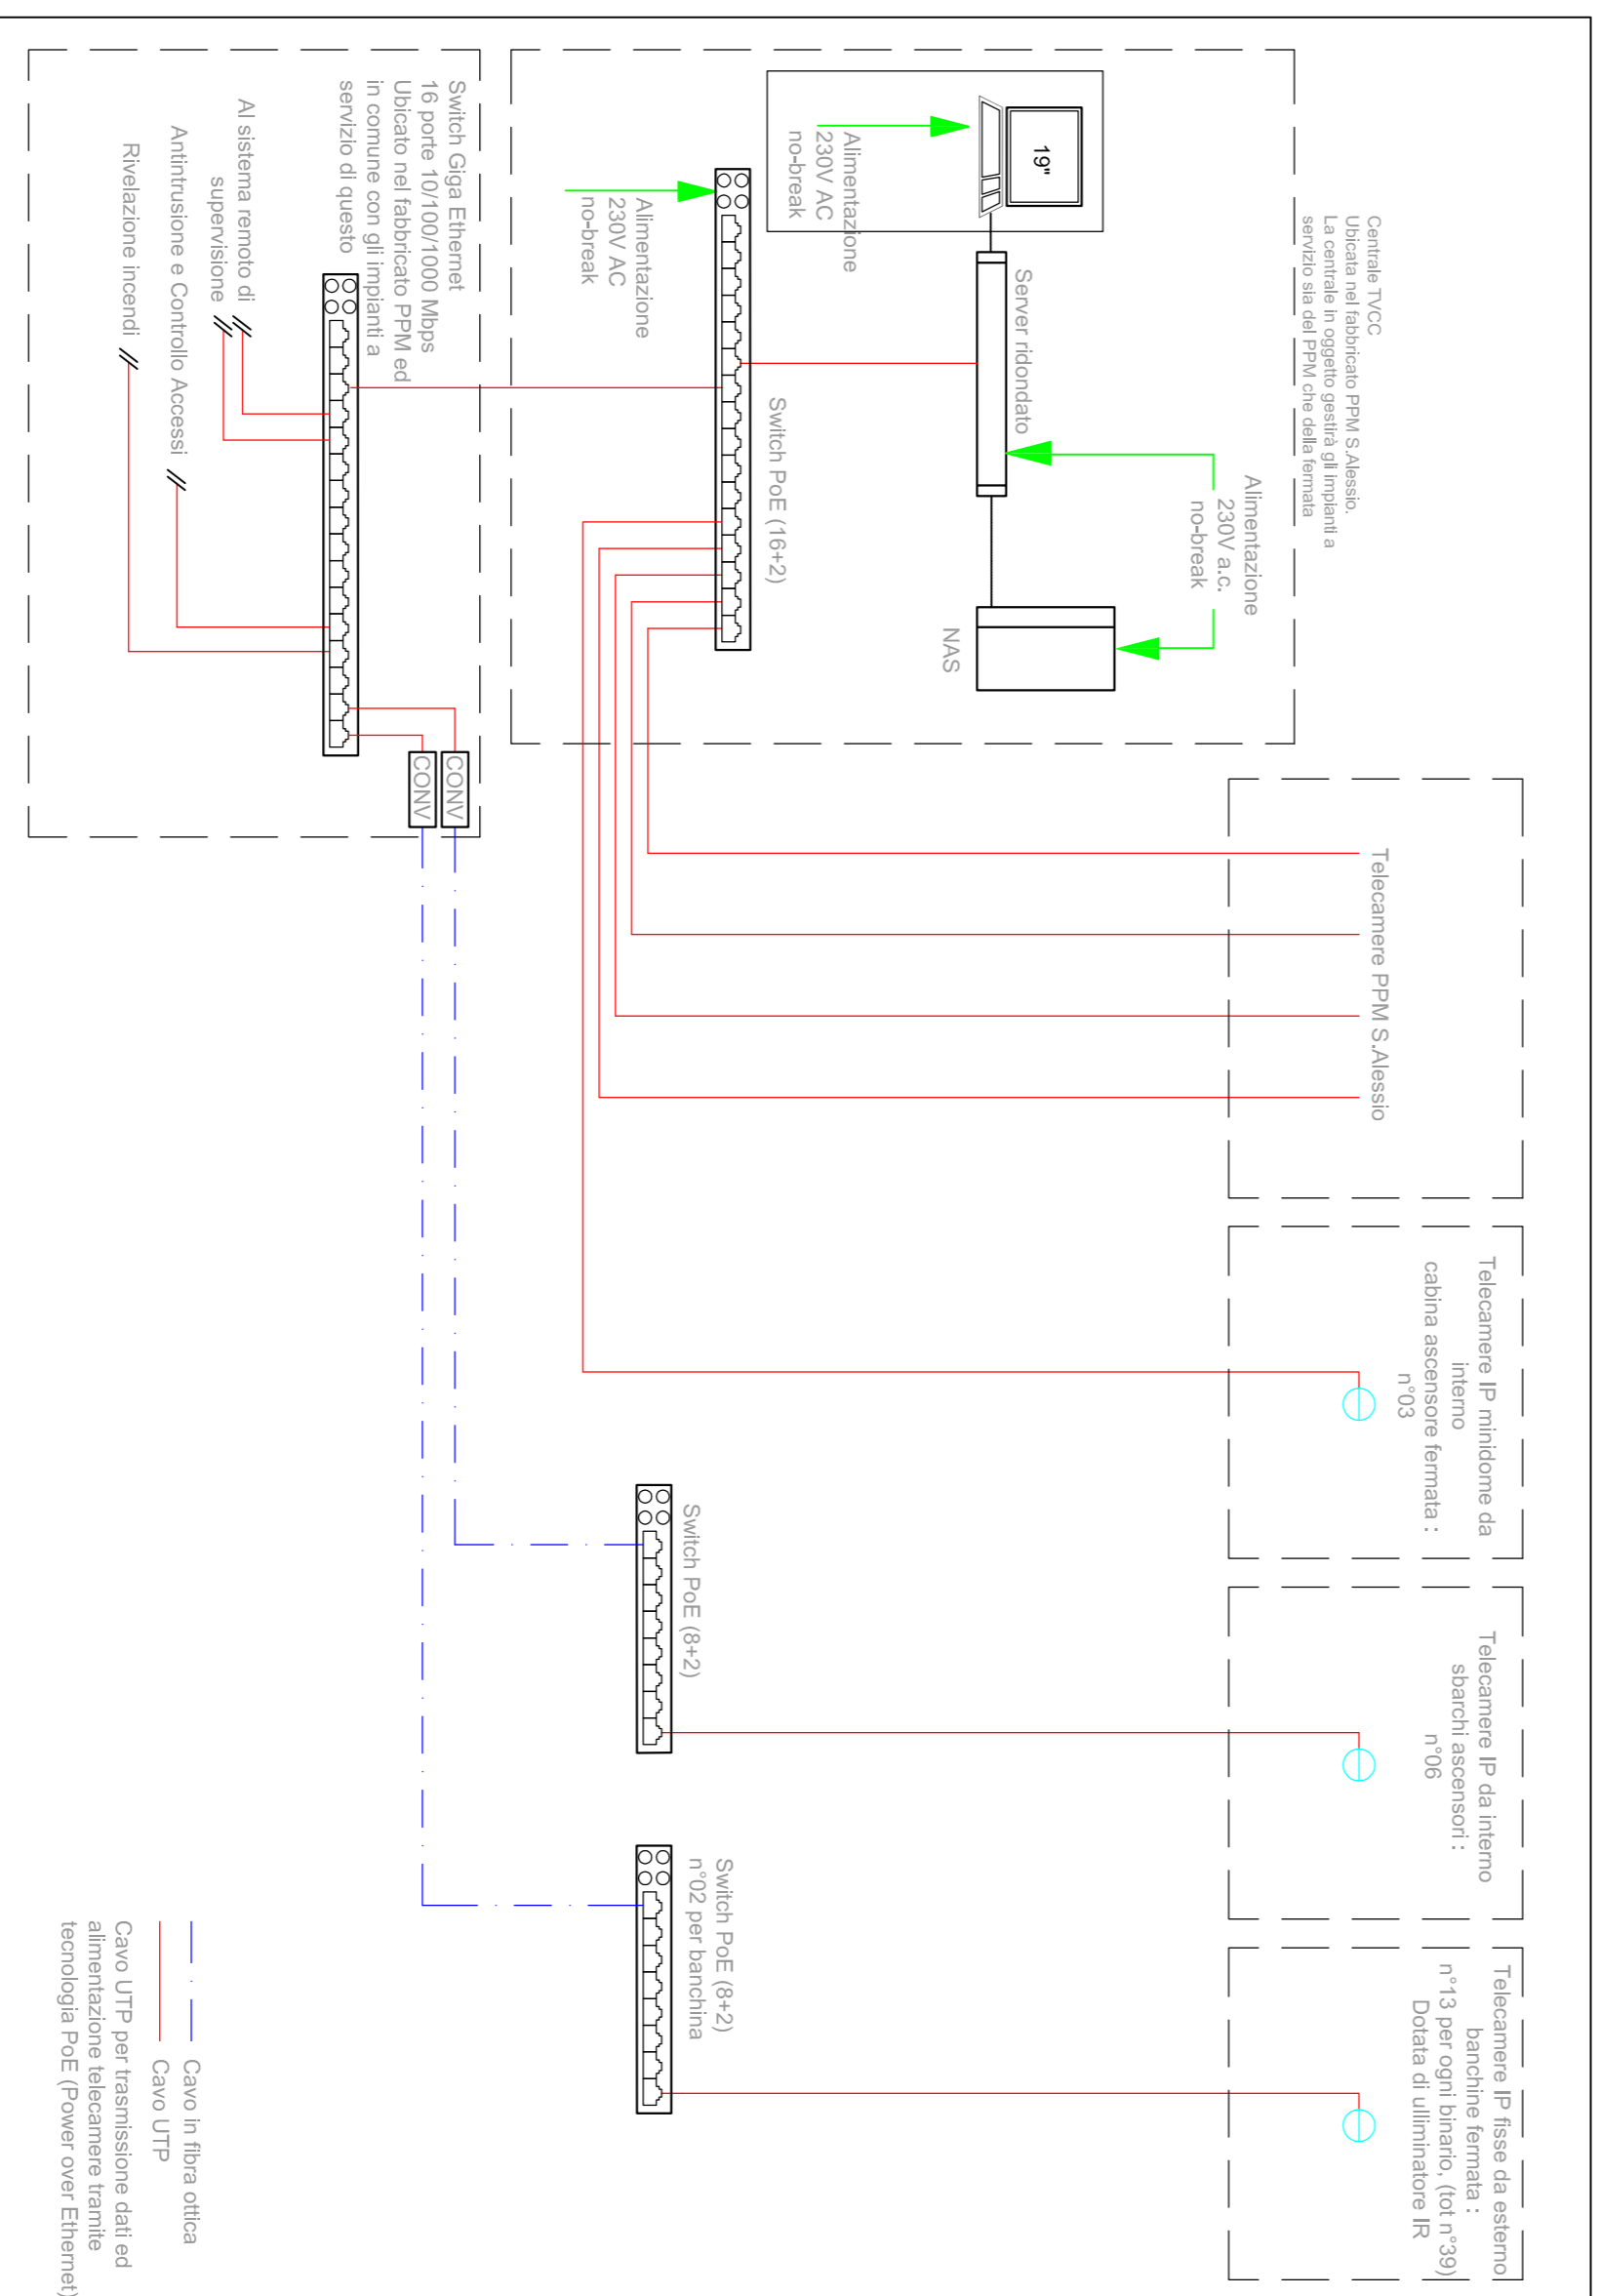 Centrale TVCC
Ubicata nel fabbricato PPM S.Alessio.
La centrale in oggetto gestirà gli impianti a
servizio sia del PPM che della fermata
19"
Alimentazione
230V AC
no-break
Server ridondato
Alimentazione
230V a.c.
no-break
NAS
Alimentazione
230V AC
no-break
Switch PoE (16+2)
Switch Giga Ethernet
16 porte 10/100/1000 Mbps
Ubicato nel fabbricato PPM ed
in comune con gli impianti a
servizio di questo
Al sistema remoto di
supervisione
Antintrusione e Controllo Accessi
Rivelazione incendi
CONV
CONV
Telecamere PPM S.Alessio
Telecamere IP minidome da
interno
cabina ascensore fermata :
n°03
Telecamere IP da interno
sbarchi ascensori :
n°06
Telecamere IP fisse da esterno
banchine fermata :
n°13 per ogni binario, (tot n°39)
Dotata di ulliminatore IR
Switch PoE (8+2)
Switch PoE (8+2)
n°02 per banchina
Cavo in fibra ottica
Cavo UTP
Cavo UTP per trasmissione dati ed
alimentazione telecamere tramite
tecnologia PoE (Power over Ethernet)